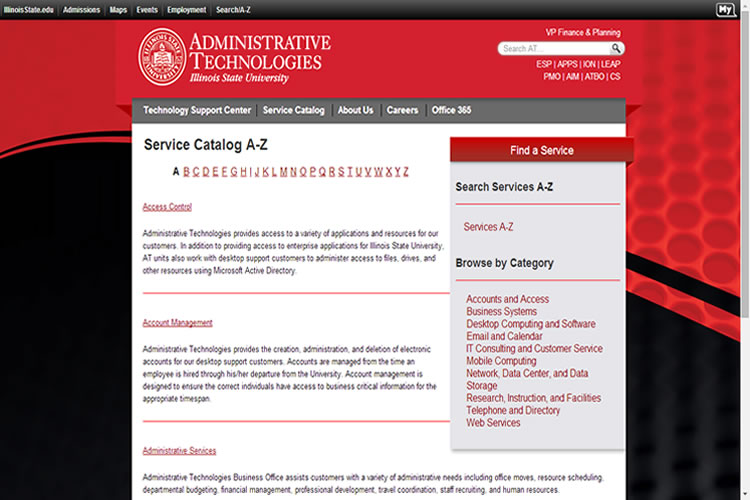 IllinoisState.edu | Admissions | Maps | Events | Employment | Search/A-Z
My
ILLINOIS STATE UNIVERSITY
ADMINISTRATIVE
TECHNOLOGIES
Illinois State University
VP Finance & Planning
Search AT...
ESP | APPS | ION | LEAP
PMO | AIM | ATBO | CS
Technology Support Center | Service Catalog | About Us | Careers | Office 365
Service Catalog A-Z
A B C D E F G H I J K L M N O P Q R S T U V W X Y Z
Access Control
Administrative Technologies provides access to a variety of applications and resources for our
customers. In addition to providing access to enterprise applications for Illinois State University,
AT units also work with desktop support customers to administer access to files, drives, and
other resources using Microsoft Active Directory.
Account Management
Administrative Technologies provides the creation, administration, and deletion of electronic
accounts for our desktop support customers. Accounts are managed from the time an
employee is hired through his/her departure from the University. Account management is
designed to ensure the correct individuals have access to business critical information for the
appropriate timespan.
Administrative Services
Administrative Technologies Business Office assists customers with a variety of administrative needs including office moves, resource scheduling,
departmental budgeting, financial management, professional development, travel coordination, staff recruiting, and human resources.
Find a Service
Search Services A-Z
Services A-Z
Browse by Category
Accounts and Access
Business Systems
Desktop Computing and Software
Email and Calendar
IT Consulting and Customer Service
Mobile Computing
Network, Data Center, and Data
Storage
Research, Instruction, and Facilities
Telephone and Directory
Web Services